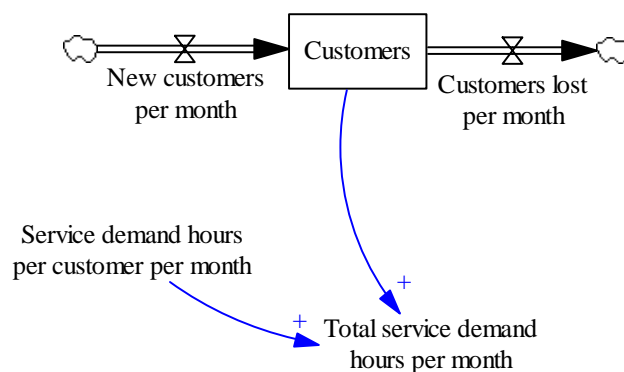 Customers
New customers
per month
Customers lost
per month
Service demand hours
per customer per month
+
+
Total service demand
hours per month